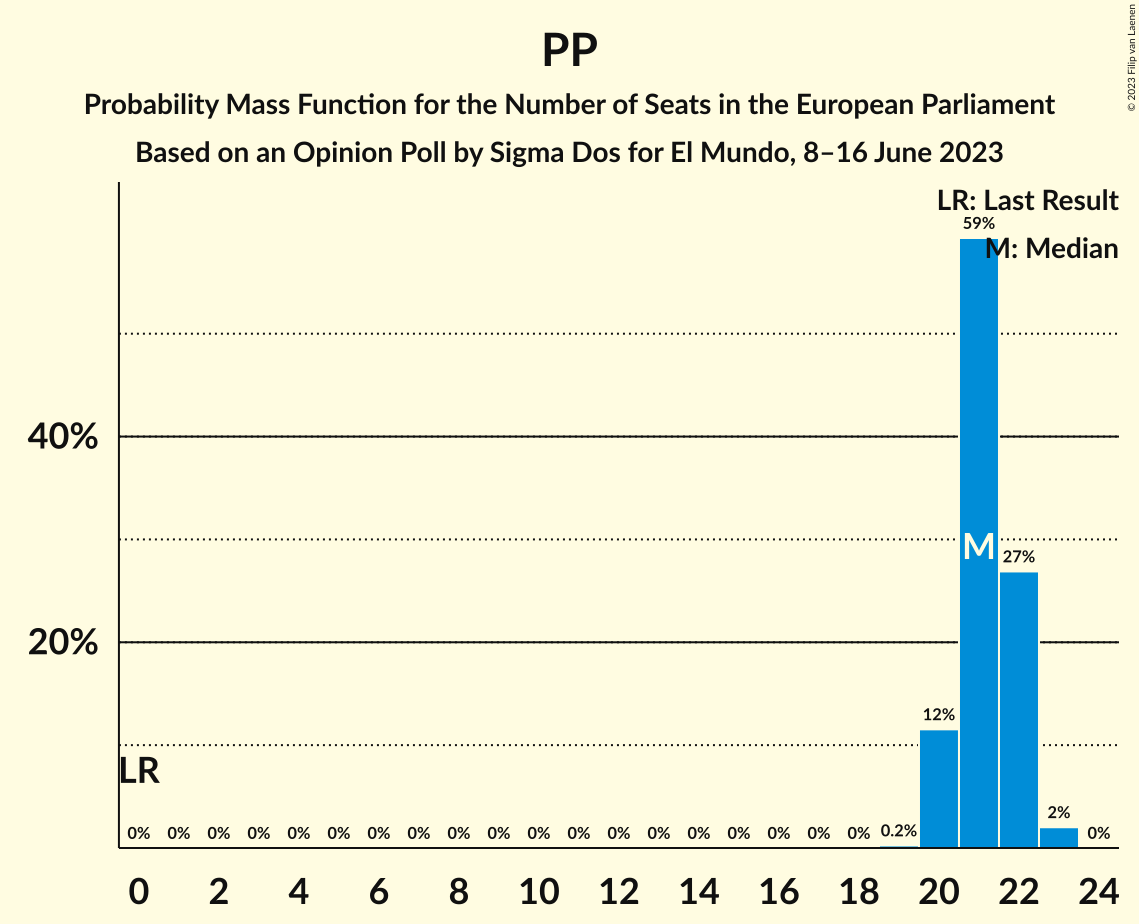 PP
Probability Mass Function for the Number of Seats in the European Parliament
Based on an Opinion Poll by Sigma Dos for El Mundo, 8–16 June 2023
© 2023 Filip van Laenen
LR: Last Result
M: Median
59%
40%
M
27%
20%
12%
LR
0% 0% 0% 0% 0% 0% 0% 0% 0% 0% 0% 0% 0% 0% 0% 0% 0% 0% 0% 0.2% 2% 0%
0 2 4 6 8 10 12 14 16 18 20 22 24